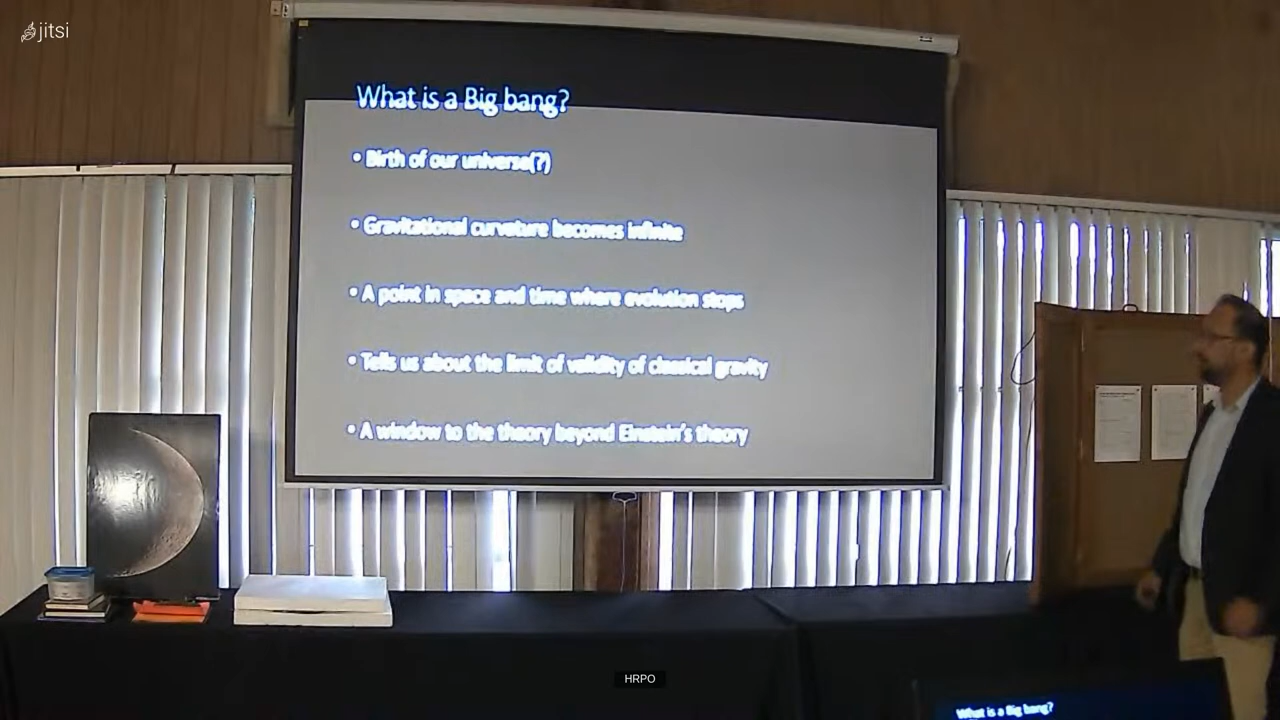 jitsi
What is a Big bang?
• Birth of our universe(?)
• Gravitational curvature becomes infinite
• A point in space and time where evolution stops
• Tells us about the limit of validity of classical gravity
• A window to the theory beyond Einstein's theory
HRPO
What is a Big bang?